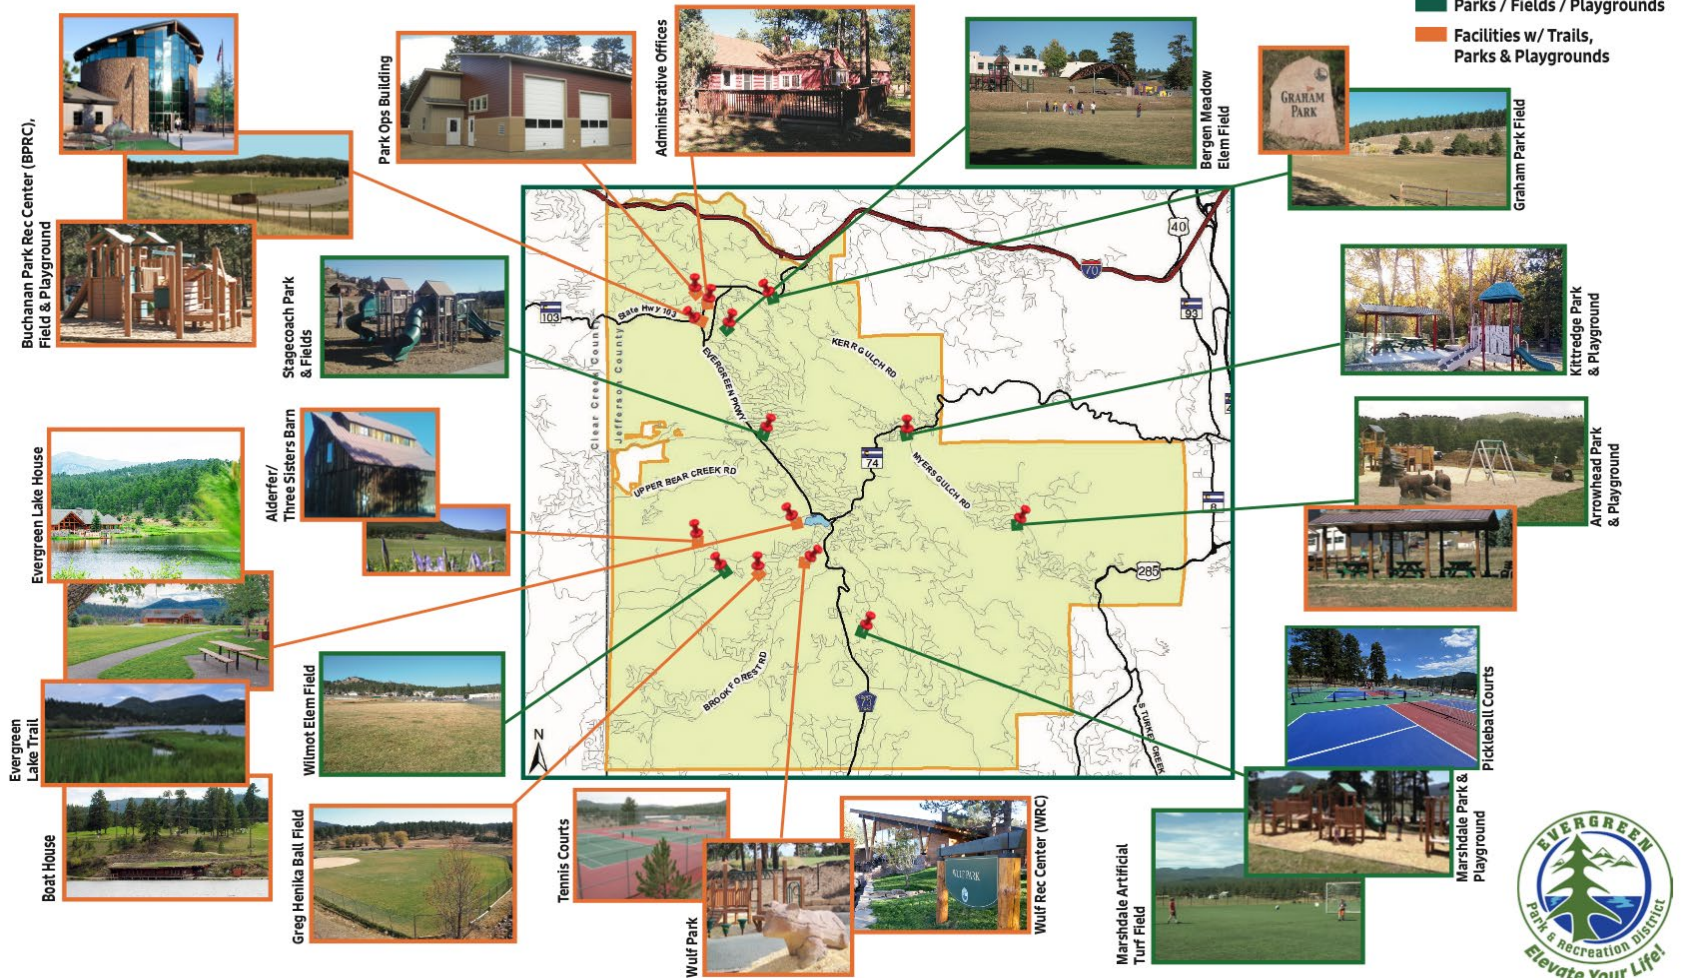 Parks / Fields / Playgrounds
Facilities w/ Trails,
Parks & Playgrounds
Buchanan Park Rec Center (BPRC),
Field & Playground
Park Ops Building
Administrative Offices
Bergen Meadow
Elem Field
GRAHAM
PARK
Graham Park Field
Stagecoach Park
& Fields
Kittredge Park
& Playground
Alderfer/
Three Sisters Barn
Arrowhead Park
& Playground
Evergreen Lake House
Evergreen
Lake Trail
Boat House
Wilmot Elem Field
Greg Henika Ball Field
Tennis Courts
Wulf Park
WULF PARK
Wulf Rec Center (WRC)
Pickleball Courts
Marshdale Park &
Playground
Marshdale Artificial
Turf Field
40
70
103
State Hwy 103
93
Clear Creek County
Jefferson County
EVERGREEN PKWY
KERR GULCH RD
74
UPPER BEAR CREEK RD
MYERS GULCH RD
8
285
BROOK FOREST RD
73
S TURKEY CREEK
N
EVERGREEN
Park & Recreation District
Elevate Your Life!